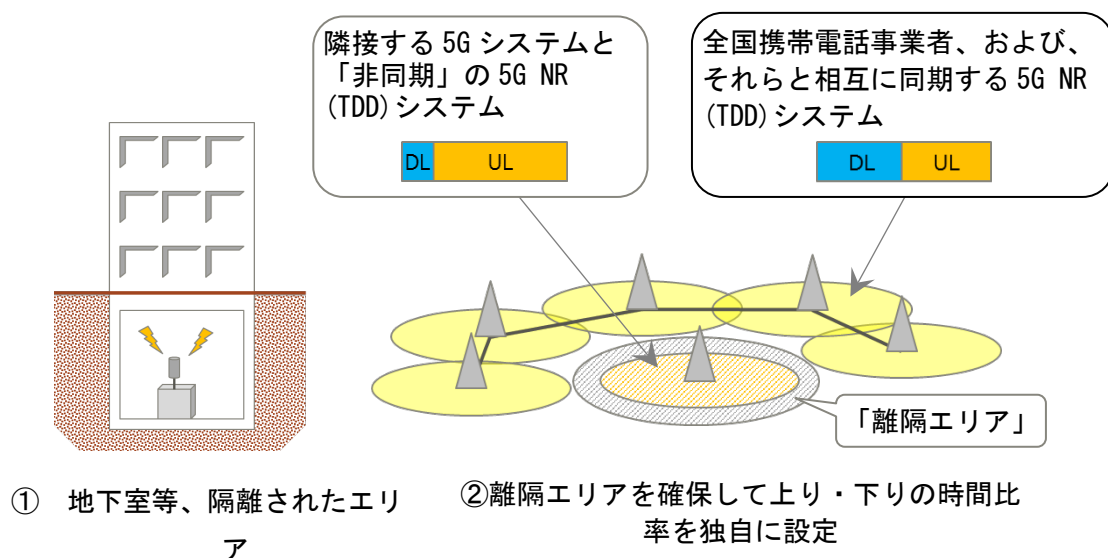 隣接する 5G システムと
「非同期」の 5G NR
(TDD)システム
DL UL
全国携帯電話事業者、および、
それらと相互に同期する 5G NR
(TDD)システム
DL UL
「離隔エリア」
① 地下室等、隔離されたエリ
ア
②離隔エリアを確保して上り・下りの時間比
率を独自に設定